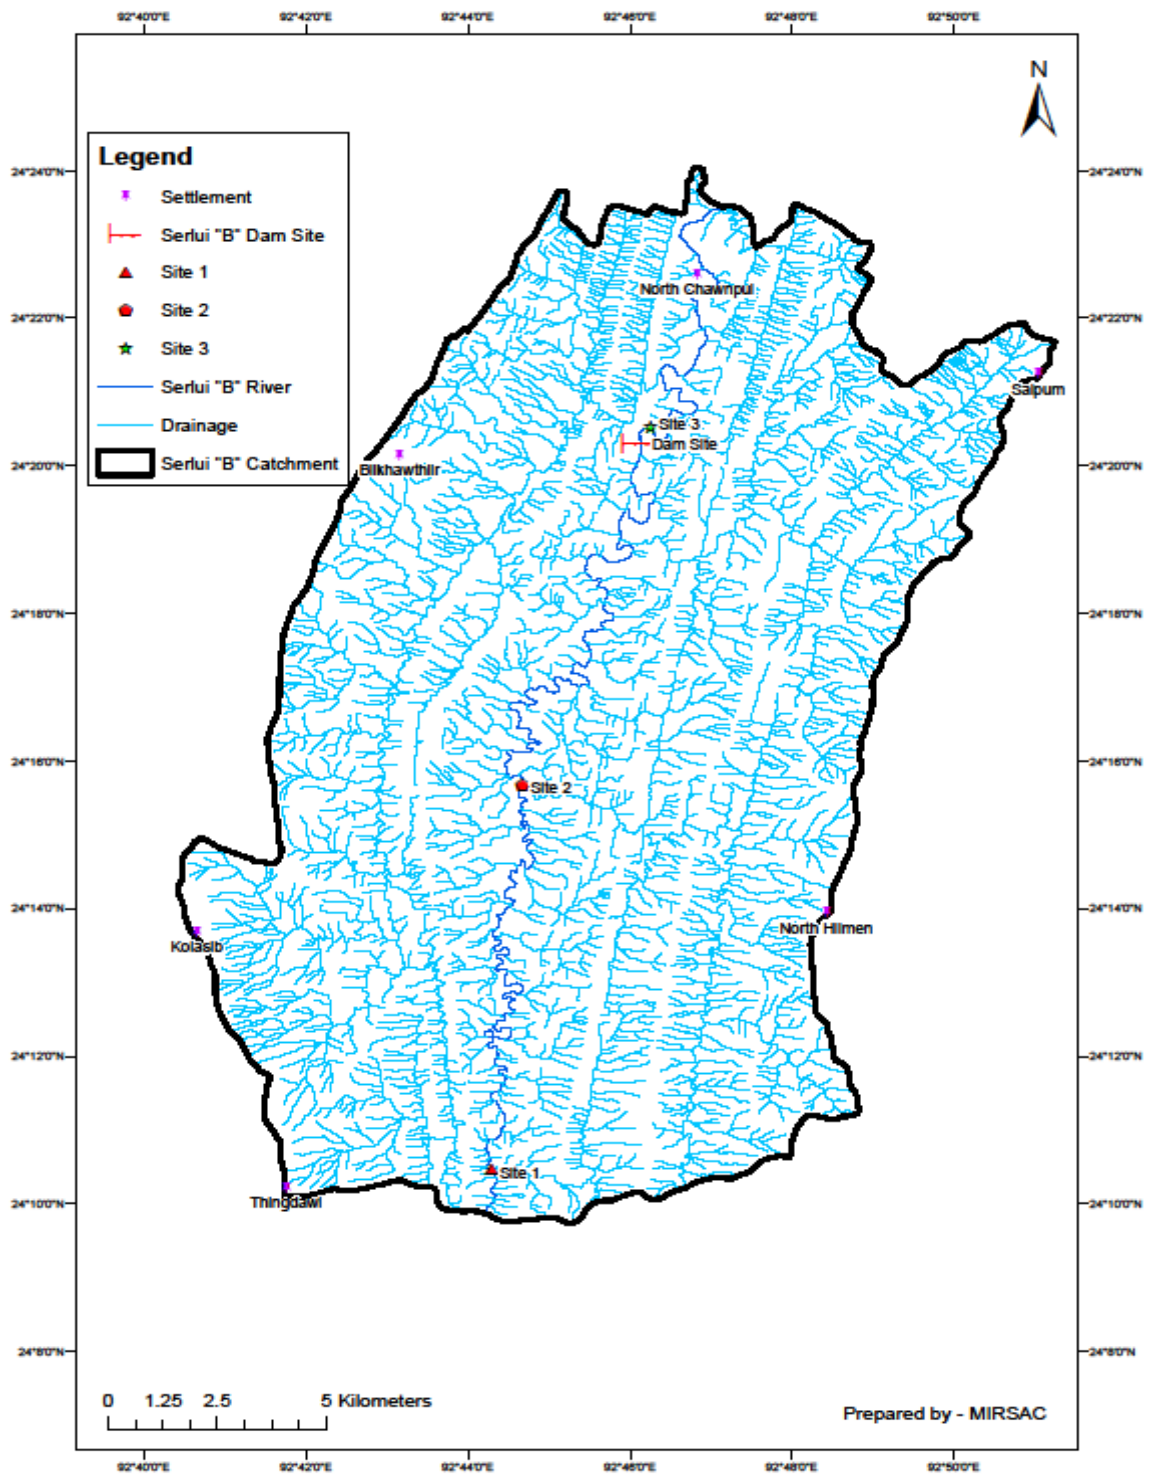 92°40'0"E 92°42'0"E 92°44'0"E 92°46'0"E 92°48'0"E 92°50'0"E
N
Legend
Settlement
Serlui "B" Dam Site
Site 1
Site 2
Site 3
Serlui "B" River
Drainage
Serlui "B" Catchment
24°24'0"N 24°24'0"N
North Chawnpui
24°22'0"N 24°22'0"N
Saipum
Site 3
Dam Site
24°20'0"N 24°20'0"N
Bilkhawthlir
24°18'0"N 24°18'0"N
24°16'0"N 24°16'0"N
Site 2
24°14'0"N 24°14'0"N
North Hlimen
Kolasib
24°12'0"N 24°12'0"N
Site 1
Thingdawl
24°10'0"N 24°10'0"N
24°8'0"N 24°8'0"N
0 1.25 2.5 5 Kilometers
Prepared by - MIRSAC
92°40'0"E 92°42'0"E 92°44'0"E 92°46'0"E 92°48'0"E 92°50'0"E